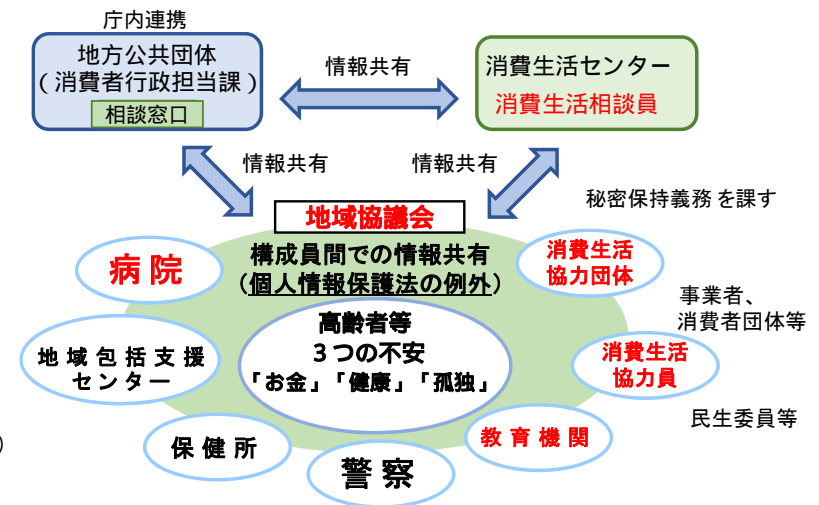 庁内連携
地方公共団体
(消費者行政担当課)
相談窓口
情報共有
消費生活センター
消費生活相談員
情報共有
情報共有
秘密保持義務を課す
地域協議会
構成員間での情報共有
(個人情報保護法の例外)
病院
消費生活
協力団体
事業者、
消費者団体等
高齢者等
３つの不安
「お金」「健康」「孤独」
地域包括支援
センター
消費生活
協力員
民生委員等
保健所
教育機関
警察
)